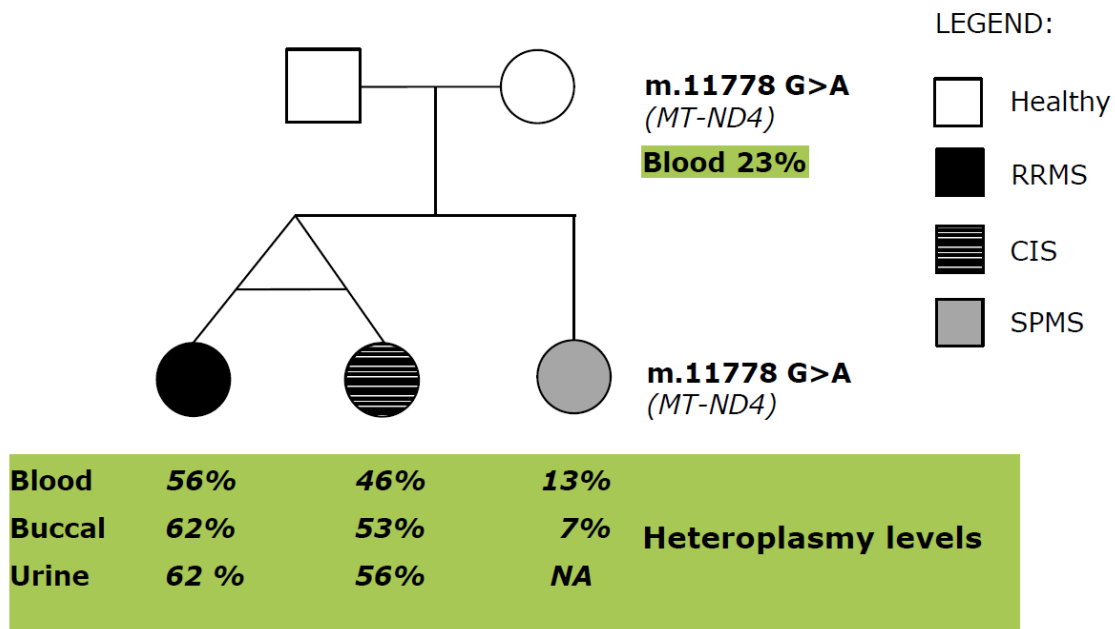 LEGEND:
Healthy
RRMS
CIS
SPMS
m.11778 G>A
(MT-ND4)
Blood 23%
m.11778 G>A
(MT-ND4)
Blood 56% 46% 13%
Buccal 62% 53% 7%
Urine 62 % 56% NA
Heteroplasmy levels